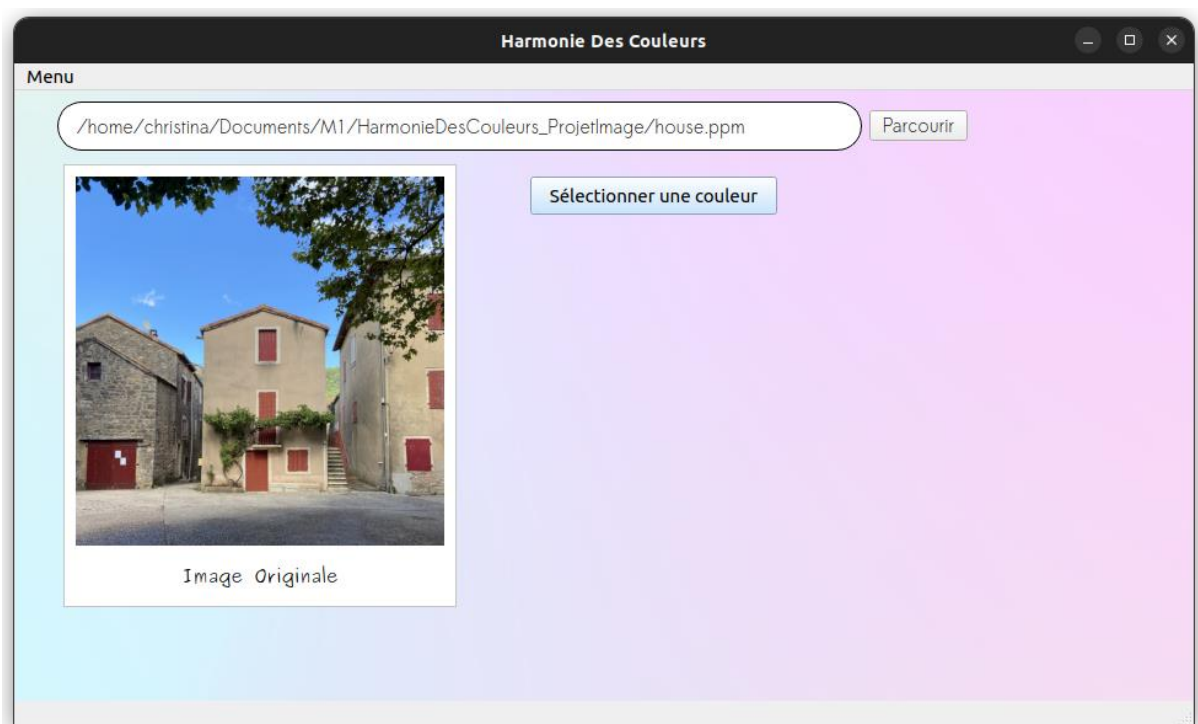 Harmonie Des Couleurs
Menu
/home/christina/Documents/M1/HarmonieDesCouleurs_ProjetImage/house.ppm
Parcourir
Sélectionner une couleur
Image Originale